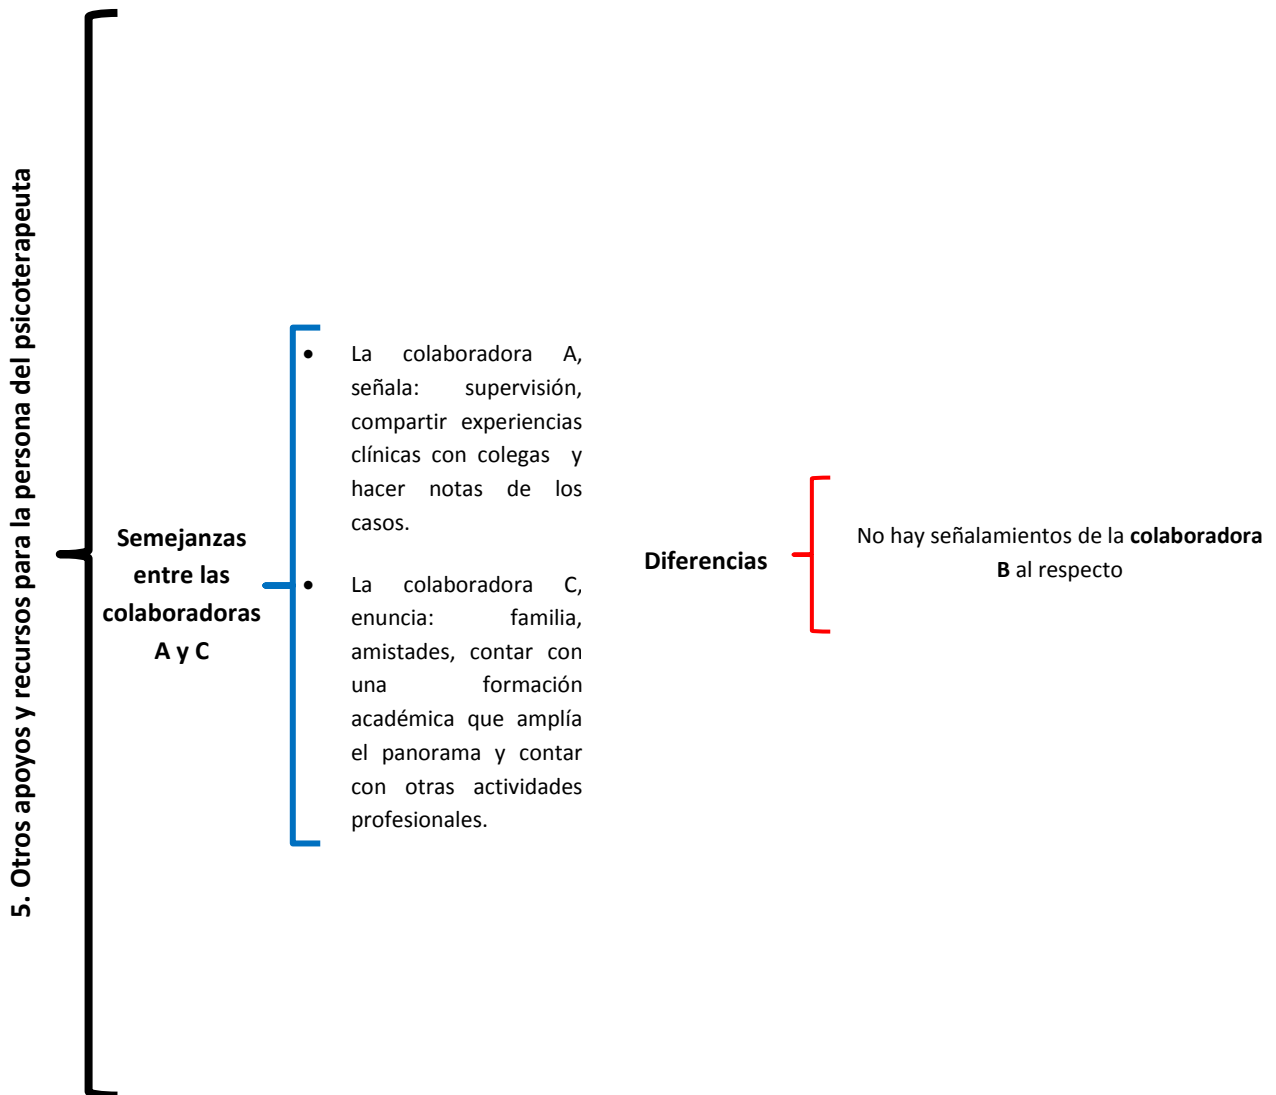 5. Otros apoyos y recursos para la persona del psicoterapeuta
Semejanzas
entre las
colaboradoras
A y C
• La colaboradora A,
señala: supervisión,
compartir experiencias
clínicas con colegas y
hacer notas de los
casos.
• La colaboradora C,
enuncia: familia,
amistades, contar con
una formación
académica que amplía
el panorama y contar
con otras actividades
profesionales.
Diferencias
No hay señalamientos de la colaboradora
B al respecto